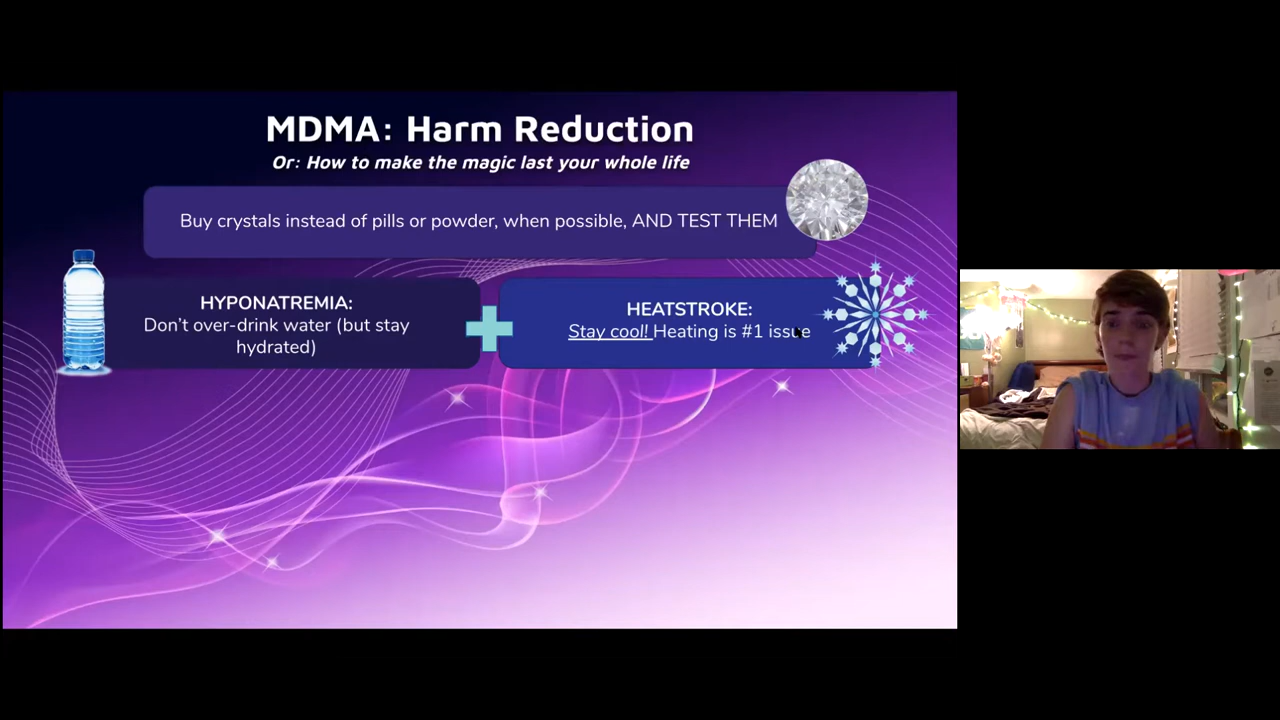 MDMA: Harm Reduction
Or: How to make the magic last your whole life
Buy crystals instead of pills or powder, when possible, AND TEST THEM
HYPONATREMIA:
Don’t over-drink water (but stay
hydrated)
HEATSTROKE:
Stay cool! Heating is #1 issue